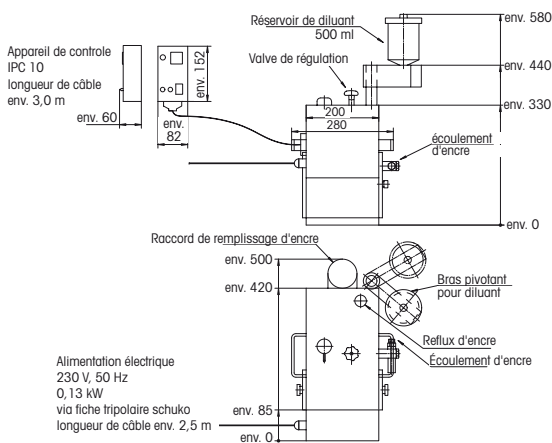 Réservoir de diluant
500 ml
env. 580
Appareil de controle
IPC 10
longueur de câble
env. 3,0 m
env. 152
Valve de régulation
env. 440
env. 60
env.
82
200
280
env. 330
écoulement
d'encre
env. 0
Raccord de remplissage d'encre
env. 500
env. 420
Bras pivotant
pour diluant
Reflux d'encre
Écoulement d'encre
Alimentation électrique
230 V, 50 Hz
0,13 kW
via fiche tripolaire schuko
longueur de câble env. 2,5 m
env. 85
env. 0